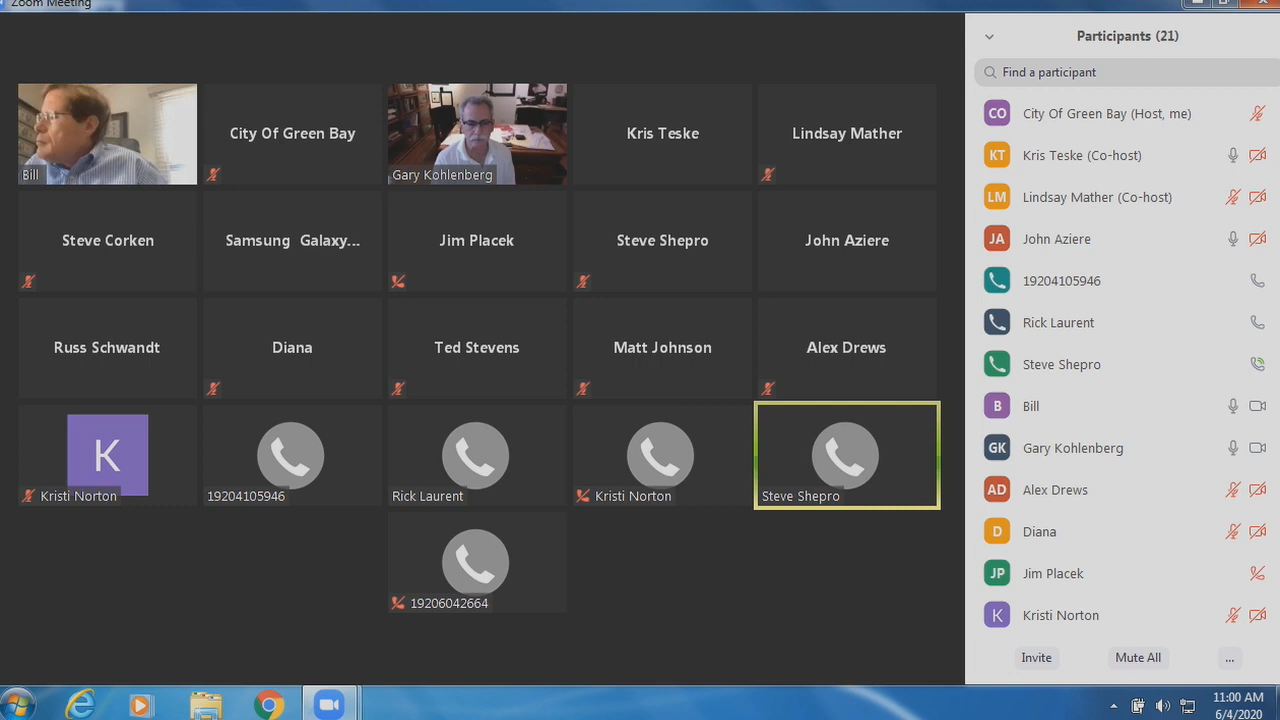 Zoom Meeting
Participants (21)
Find a participant
Bill
City Of Green Bay
Gary Kohlenberg
Kris Teske
Lindsay Mather
Steve Corken
Samsung Galaxy...
Jim Placek
Steve Shepro
John Aziere
Russ Schwandt
Diana
Ted Stevens
Matt Johnson
Alex Drews
K
Kristi Norton
19204105946
Rick Laurent
Kristi Norton
Steve Shepro
19206042664
CO City Of Green Bay (Host, me)
KT Kris Teske (Co-host)
LM Lindsay Mather (Co-host)
JA John Aziere
19204105946
Rick Laurent
Steve Shepro
B Bill
GK Gary Kohlenberg
AD Alex Drews
D Diana
JP Jim Placek
K Kristi Norton
Invite Mute All ...
11:00 AM
6/4/2020